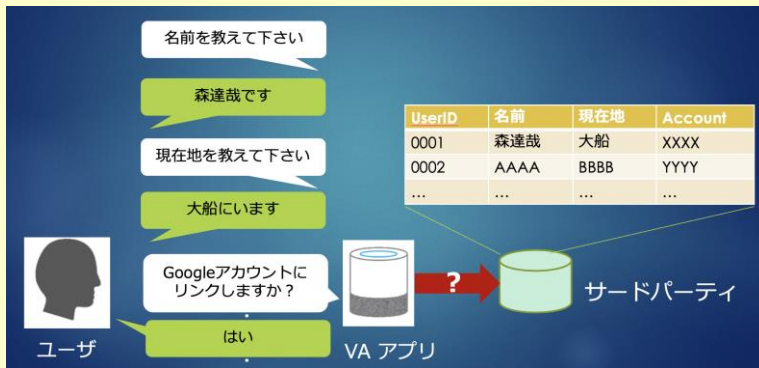 名前を教えて下さい
森達哉です
現在地を教えて下さい
大船にいます
Googleアカウントに
リンクしますか？
はい
ユーザ
VA アプリ
?
サードパーティ
UserID 名前 現在地 Account
0001 森達哉 大船 XXXX
0002 AAAA BBBB YYYY
... ... ... ...